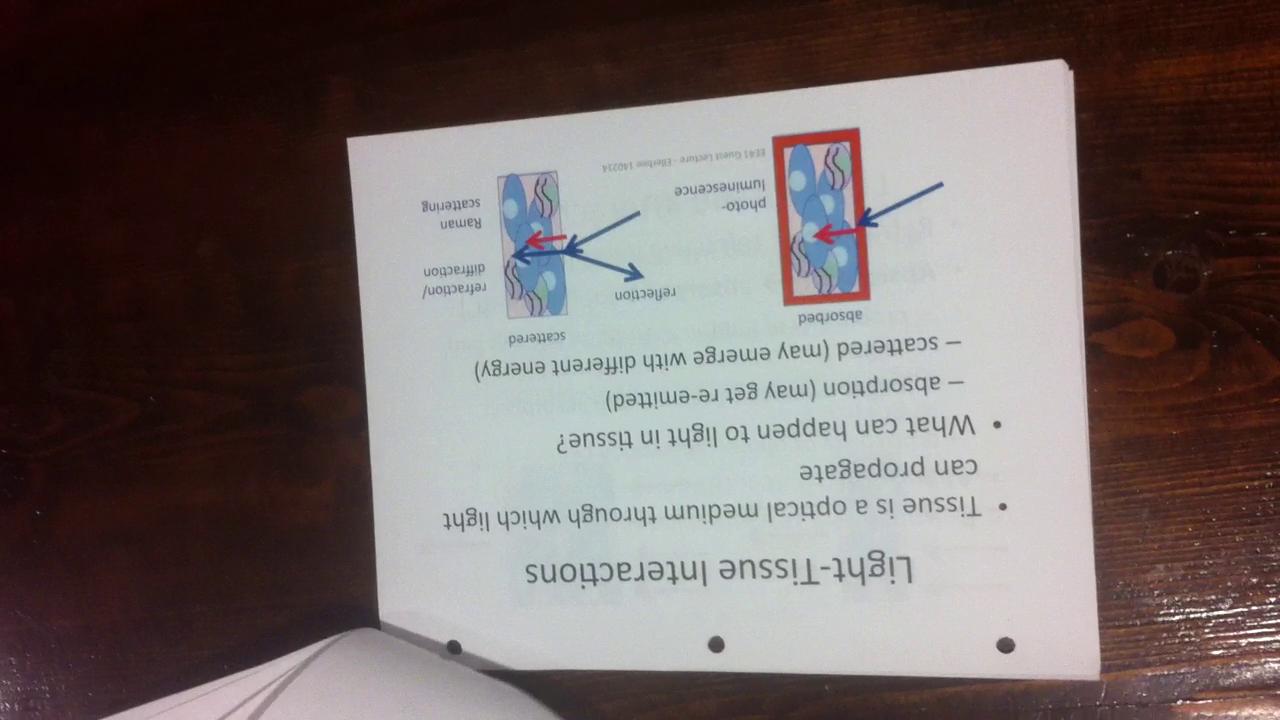 Light-Tissue Interactions
• Tissue is a optical medium through which light
can propagate
• What can happen to light in tissue?
– absorption (may get re-emitted)
– scattered (may emerge with different energy)
absorbed
photo-
luminescence
scattered
reflection
refraction/
diffraction
Raman
scattering
EE41 Guest Lecture - Ellerbee 140214